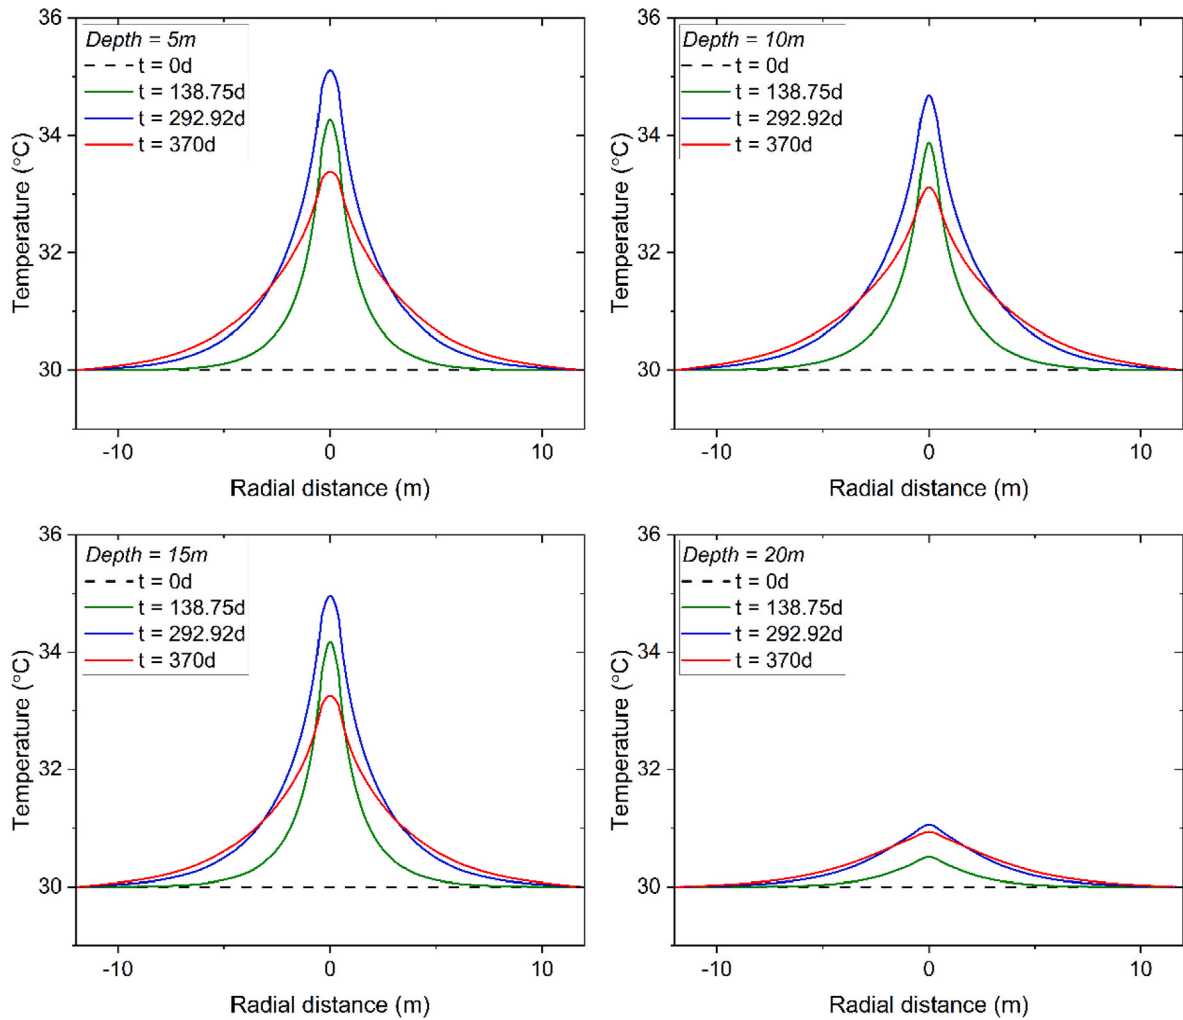 36
34
32
30
Temperature (°C)
Depth = 5m
t = 0d
t = 138.75d
t = 292.92d
t = 370d
-10
0
10
Radial distance (m)
36
34
32
30
Temperature (°C)
Depth = 10m
t = 0d
t = 138.75d
t = 292.92d
t = 370d
-10
0
10
Radial distance (m)
36
34
32
30
Temperature (°C)
Depth = 15m
t = 0d
t = 138.75d
t = 292.92d
t = 370d
-10
0
10
Radial distance (m)
36
34
32
30
Temperature (°C)
Depth = 20m
t = 0d
t = 138.75d
t = 292.92d
t = 370d
-10
0
10
Radial distance (m)